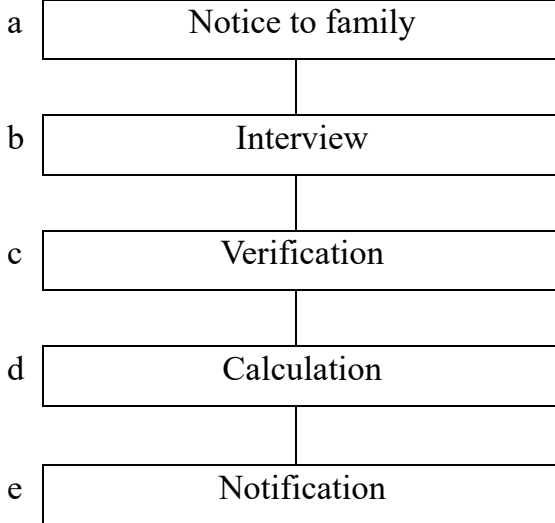 a Notice to family
b Interview
c Verification
d Calculation
e Notification